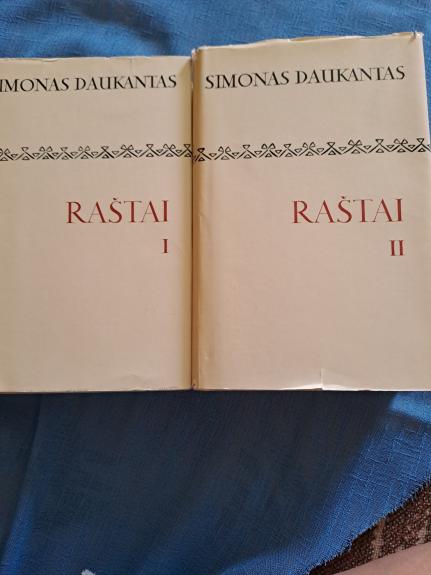 IMONAS DAUKANTAS
RAŠTAI
I
SIMONAS DAUKANTAS
RAŠTAI
II